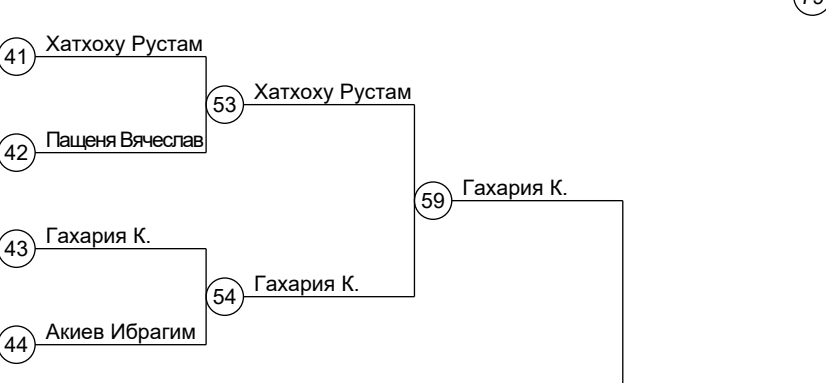 41 Хатхоху Рустам
53 Хатхоху Рустам
42 Пащеня Вячеслав
59 Гахария К.
43 Гахария К.
54 Гахария К.
44 Акиев Ибрагим